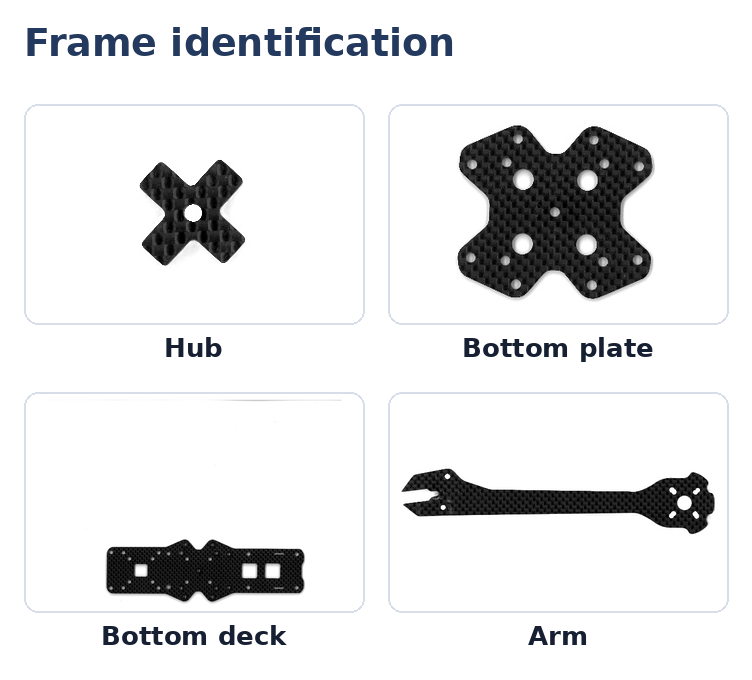 Frame identification
Hub
Bottom plate
Bottom deck
Arm